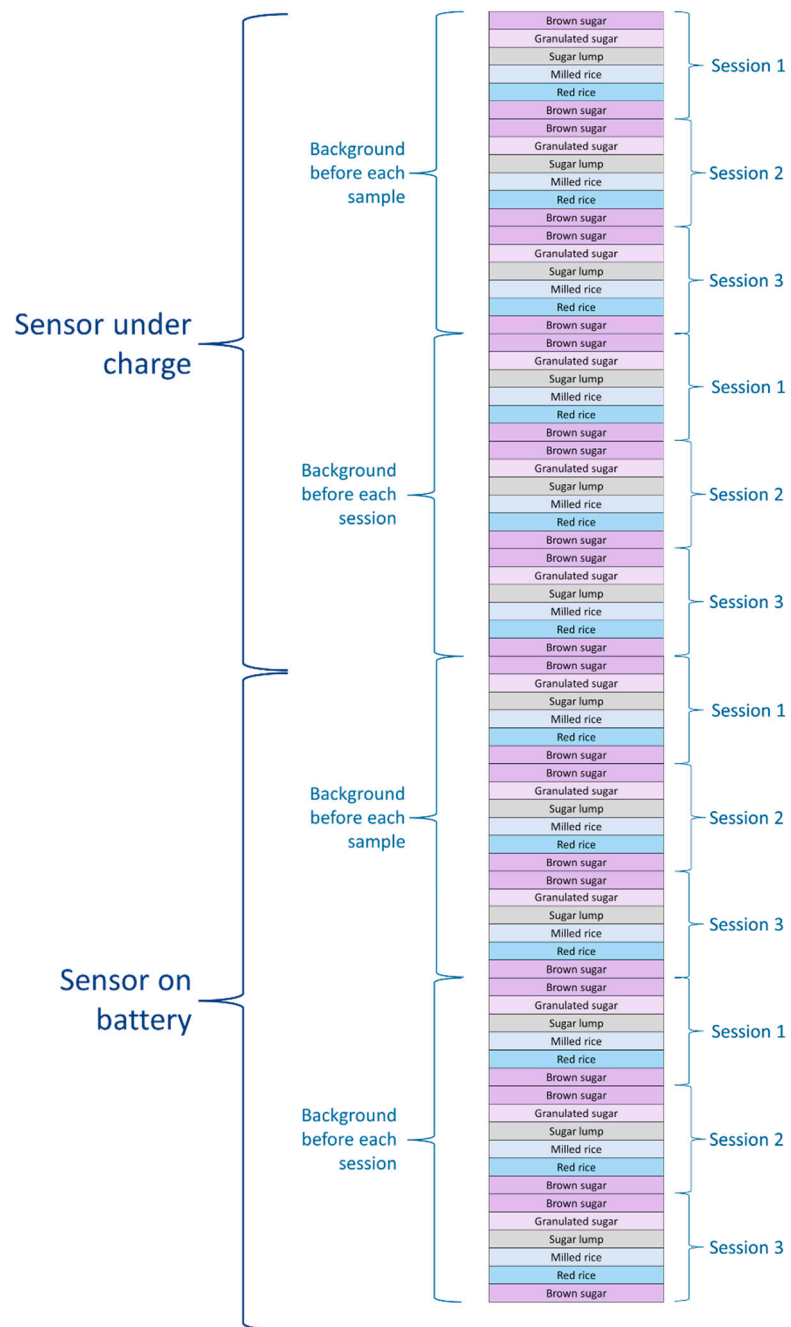 Sensor under
charge
Background
before each
sample
Brown sugar
Granulated sugar
Sugar lump
Milled rice
Red rice
Brown sugar
Session 1
Brown sugar
Granulated sugar
Sugar lump
Milled rice
Red rice
Brown sugar
Session 2
Brown sugar
Granulated sugar
Sugar lump
Milled rice
Red rice
Brown sugar
Session 3
Background
before each
session
Brown sugar
Granulated sugar
Sugar lump
Milled rice
Red rice
Brown sugar
Session 1
Brown sugar
Granulated sugar
Sugar lump
Milled rice
Red rice
Brown sugar
Session 2
Brown sugar
Granulated sugar
Sugar lump
Milled rice
Red rice
Brown sugar
Session 3
Sensor on
battery
Background
before each
sample
Brown sugar
Granulated sugar
Sugar lump
Milled rice
Red rice
Brown sugar
Session 1
Brown sugar
Granulated sugar
Sugar lump
Milled rice
Red rice
Brown sugar
Session 2
Brown sugar
Granulated sugar
Sugar lump
Milled rice
Red rice
Brown sugar
Session 3
Background
before each
session
Brown sugar
Granulated sugar
Sugar lump
Milled rice
Red rice
Brown sugar
Session 1
Brown sugar
Granulated sugar
Sugar lump
Milled rice
Red rice
Brown sugar
Session 2
Brown sugar
Granulated sugar
Sugar lump
Milled rice
Red rice
Brown sugar
Session 3